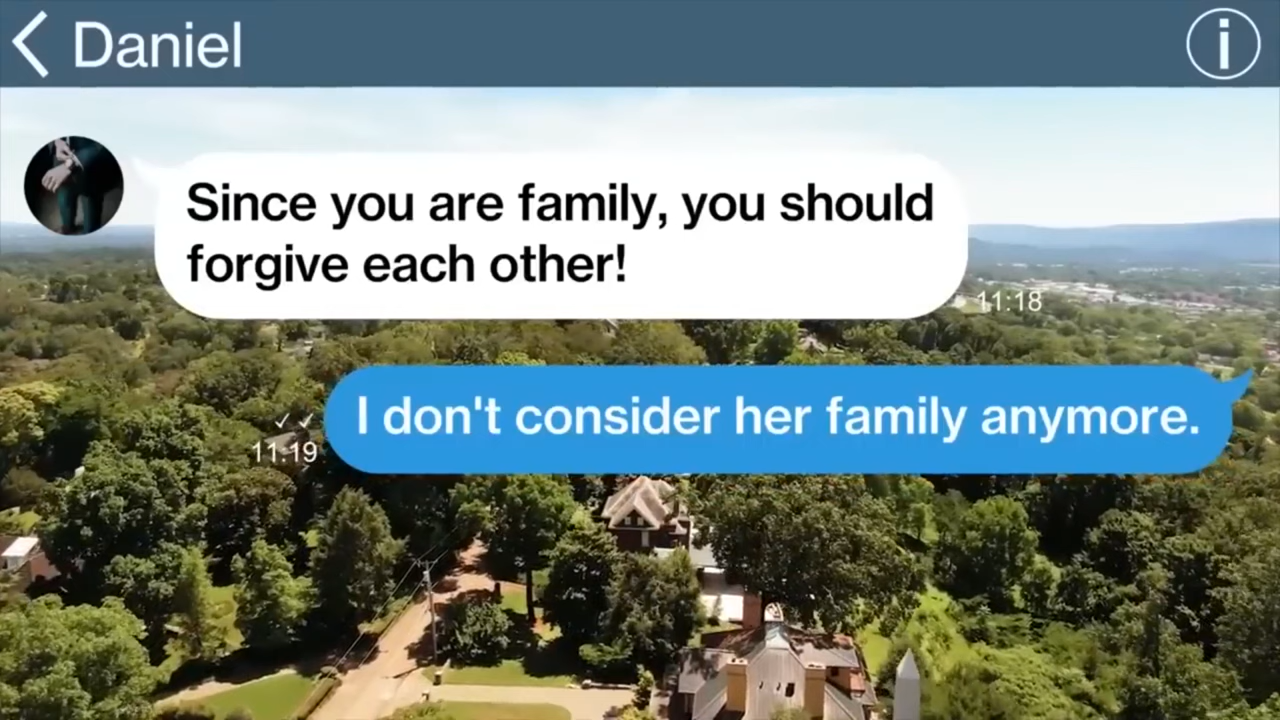 Daniel
Since you are family, you should
forgive each other!
11:18
I don't consider her family anymore.
11:19